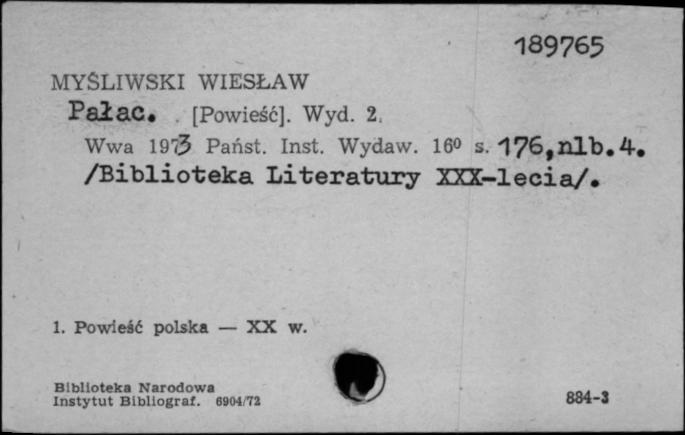 189765
MYŚLIWSKI WIESŁAW
Pałac. [Powieść]. Wyd. 2.
Wwa 1973 Państ. Inst. Wydaw. 16⁰ s. 176,nlb.4.
/Biblioteka Literatury XXX-lecia/.
1. Powieść polska — XX w.
Biblioteka Narodowa
Instytut Bibliograf. 6904/72
884-3